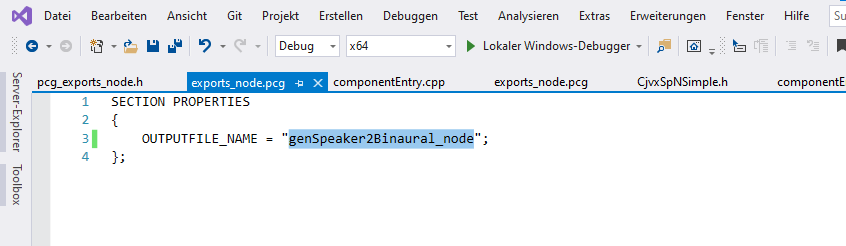 Datei Bearbeiten Ansicht Git Projekt Erstellen Debuggen Test Analysieren Extras Erweiterungen Fenster Hilfe Su
Debug x64 Lokaler Windows-Debugger
pcg_exports_node.h exports_node.pcg componentEntry.cpp exports_node.pcg CjvxSpNSimple.h componentE
Server-Explorer
Toolbox
1 SECTION PROPERTIES
2 {
3 OUTPUTFILE_NAME = "genSpeaker2Binaural_node";
4 };